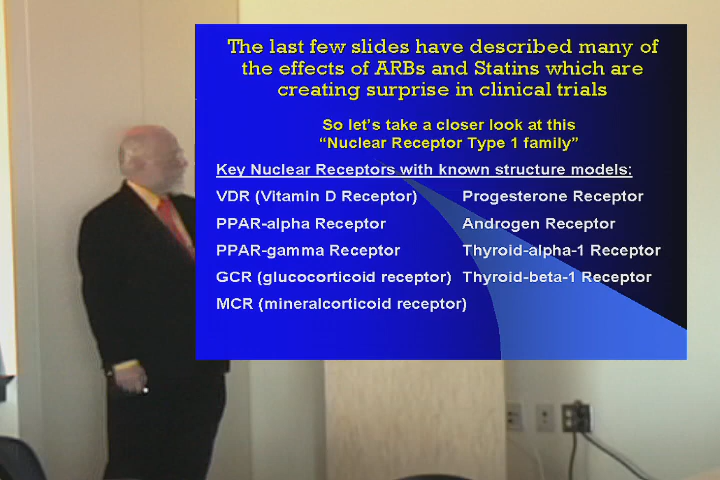 The last few slides have described many of
the effects of ARBs and Statins which are
creating surprise in clinical trials
So let's take a closer look at this
"Nuclear Receptor Type 1 family"
Key Nuclear Receptors with known structure models:
VDR (Vitamin D Receptor) Progesterone Receptor
PPAR-alpha Receptor Androgen Receptor
PPAR-gamma Receptor Thyroid-alpha-1 Receptor
GCR (glucocorticoid receptor) Thyroid-beta-1 Receptor
MCR (mineralcorticoid receptor)